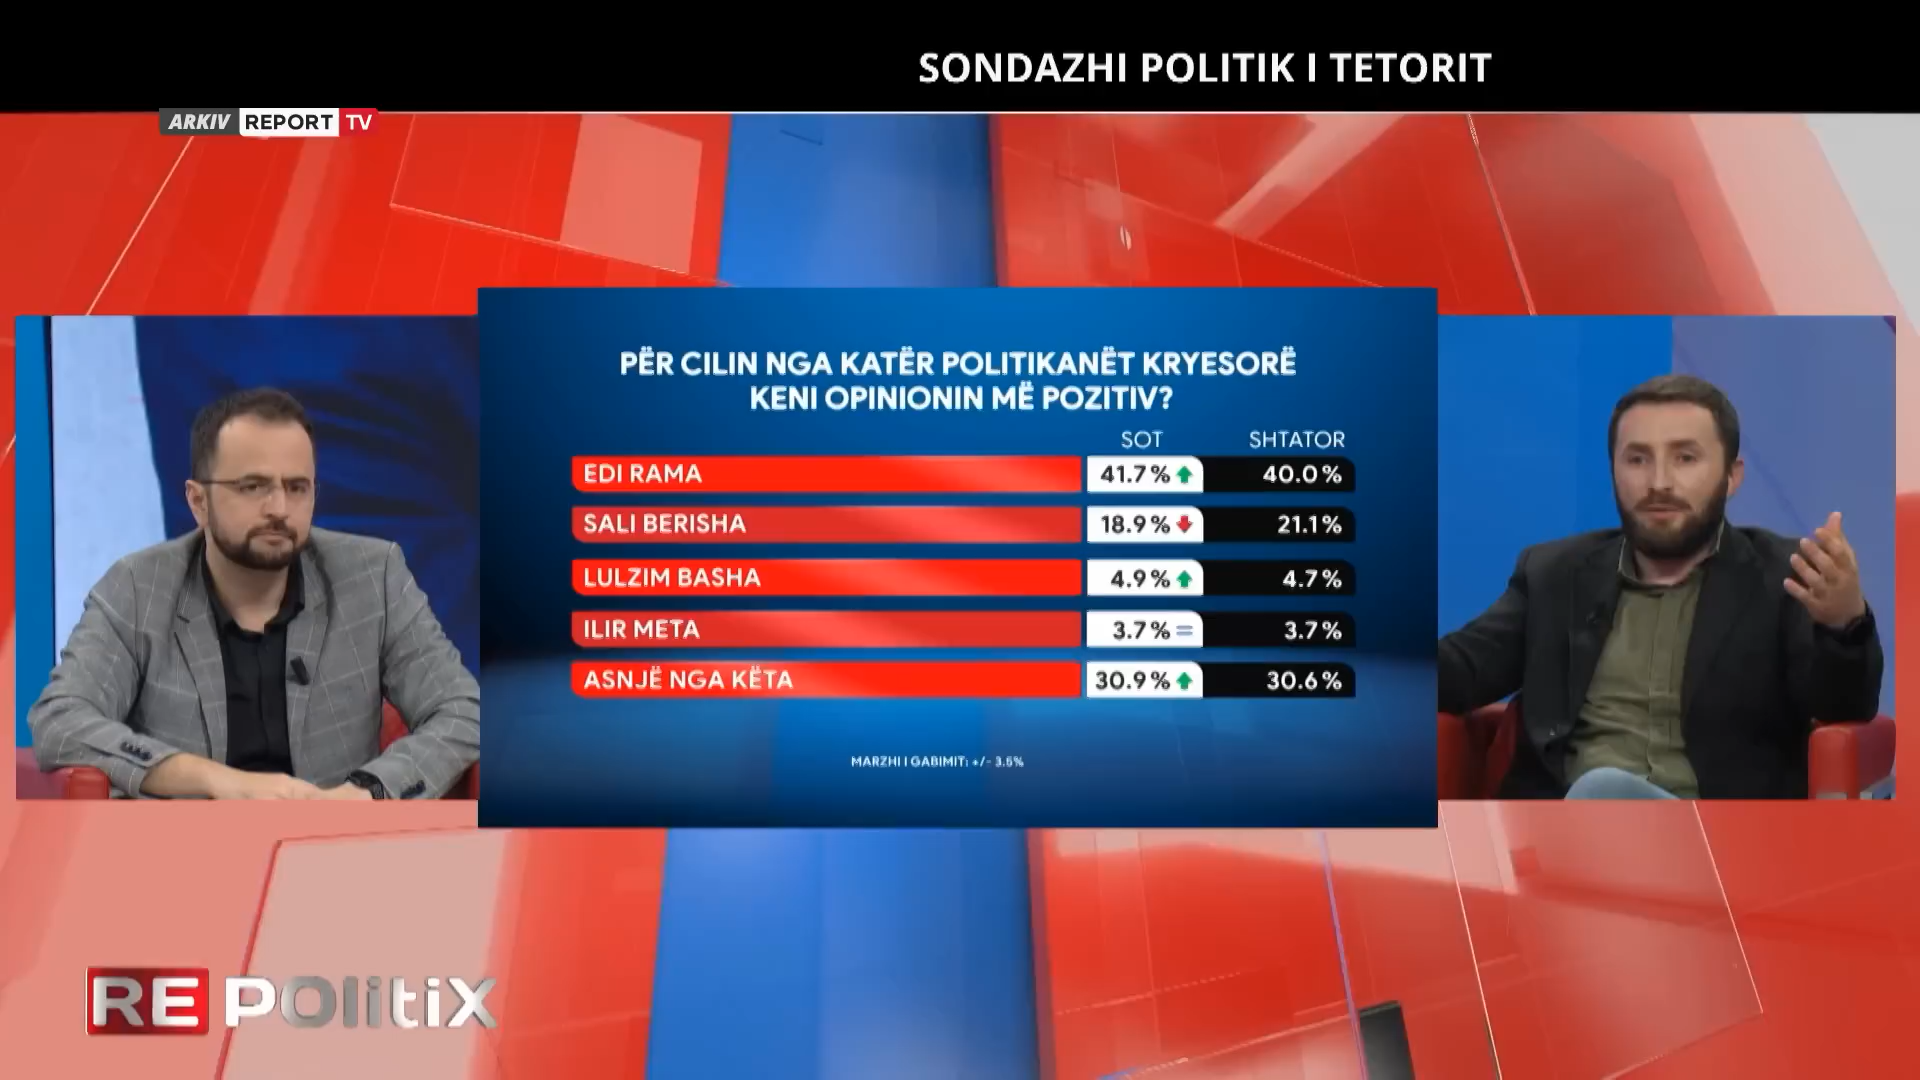 SONDAZHI POLITIK I TETORIT
ARKIV REPORT TV
PËR CILIN NGA KATËR POLITIKANËT KRYESORË
KENI OPINIONIN MË POZITIV?
SOT SHTATOR
EDI RAMA 41.7% 40.0%
SALI BERISHA 18.9% 21.1%
LULZIM BASHA 4.9% 4.7%
ILIR META 3.7% = 3.7%
ASNJË NGA KËTA 30.9% 30.6%
MARZHI I GABIMIT: +/- 3.5%
RE POlitiX